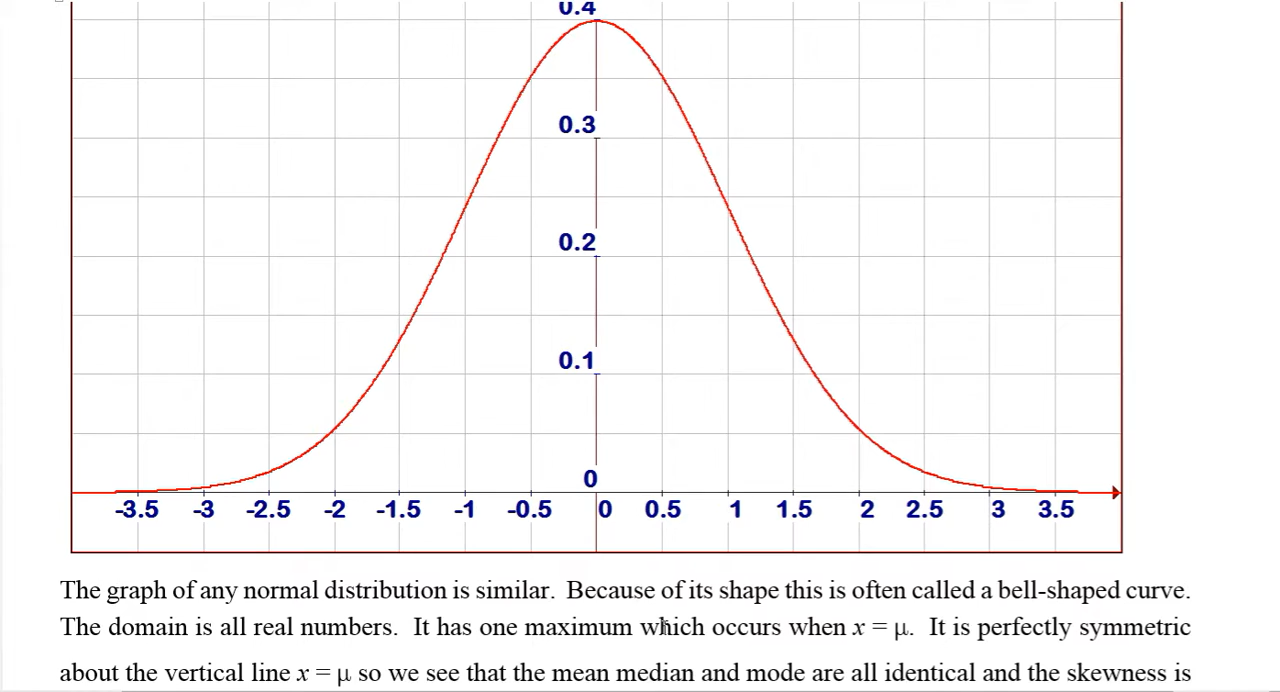 0.4
0.3
0.2
0.1
0
-3.5 -3 -2.5 -2 -1.5 -1 -0.5 0 0.5 1 1.5 2 2.5 3 3.5
The graph of any normal distribution is similar. Because of its shape this is often called a bell-shaped curve.
The domain is all real numbers. It has one maximum which occurs when x = μ. It is perfectly symmetric
about the vertical line x = μ so we see that the mean median and mode are all identical and the skewness is